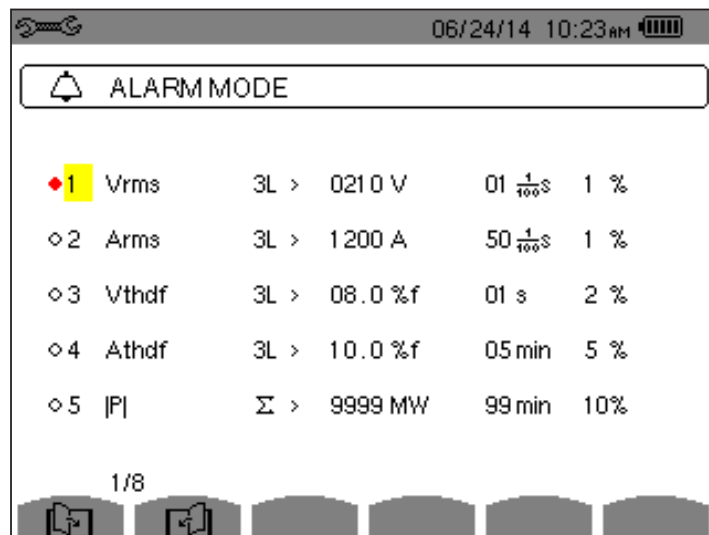 06/24/14 10:23AM
ALARM MODE
1 Vrms 3L > 0210 V 01 1/100 s 1 %
2 Arms 3L > 1200 A 50 1/100 s 1 %
3 Vthdf 3L > 08.0 %f 01 s 2 %
4 Athdf 3L > 10.0 %f 05 min 5 %
5 |P| Σ > 9999 MW 99 min 10%
1/8